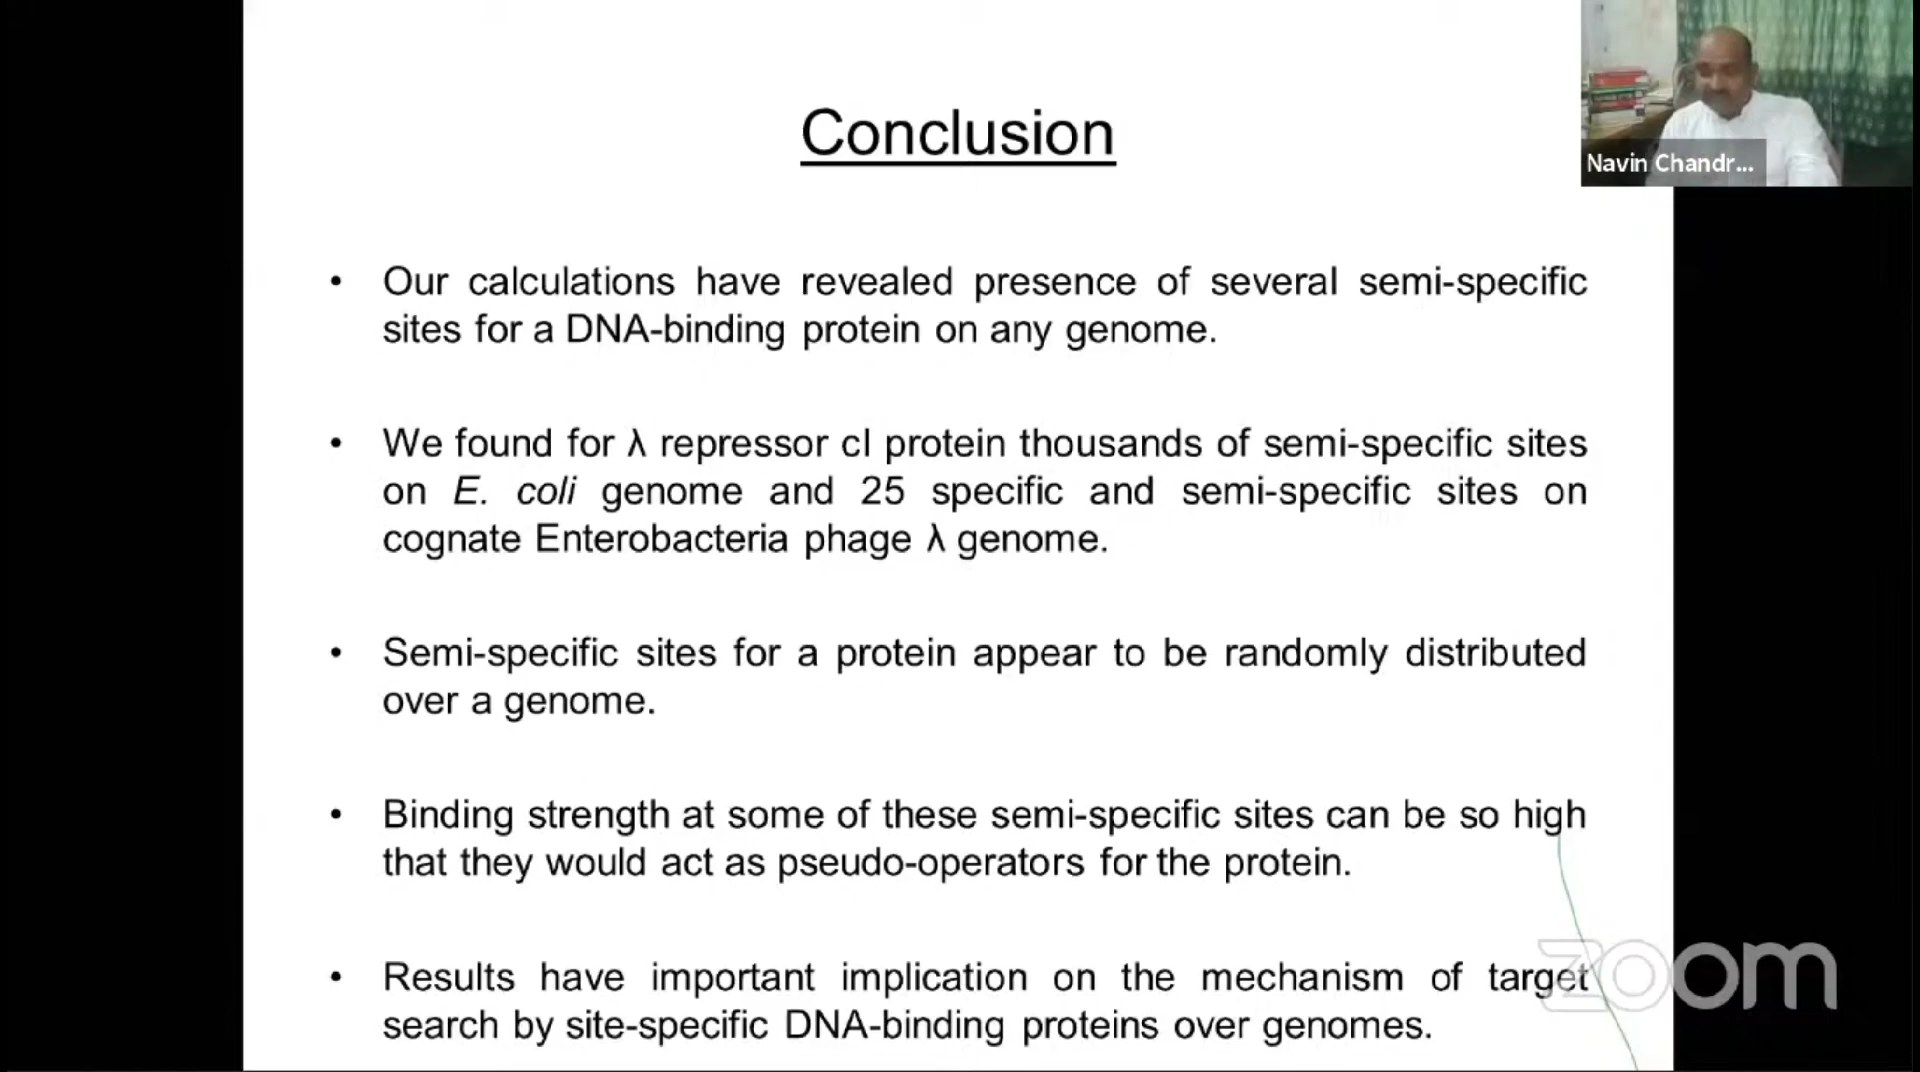 Conclusion
Navin Chandr...
• Our calculations have revealed presence of several semi-specific
sites for a DNA-binding protein on any genome.
• We found for λ repressor cI protein thousands of semi-specific sites
on E. coli genome and 25 specific and semi-specific sites on
cognate Enterobacteria phage λ genome.
• Semi-specific sites for a protein appear to be randomly distributed
over a genome.
• Binding strength at some of these semi-specific sites can be so high
that they would act as pseudo-operators for the protein.
• Results have important implication on the mechanism of target
search by site-specific DNA-binding proteins over genomes.
zoom